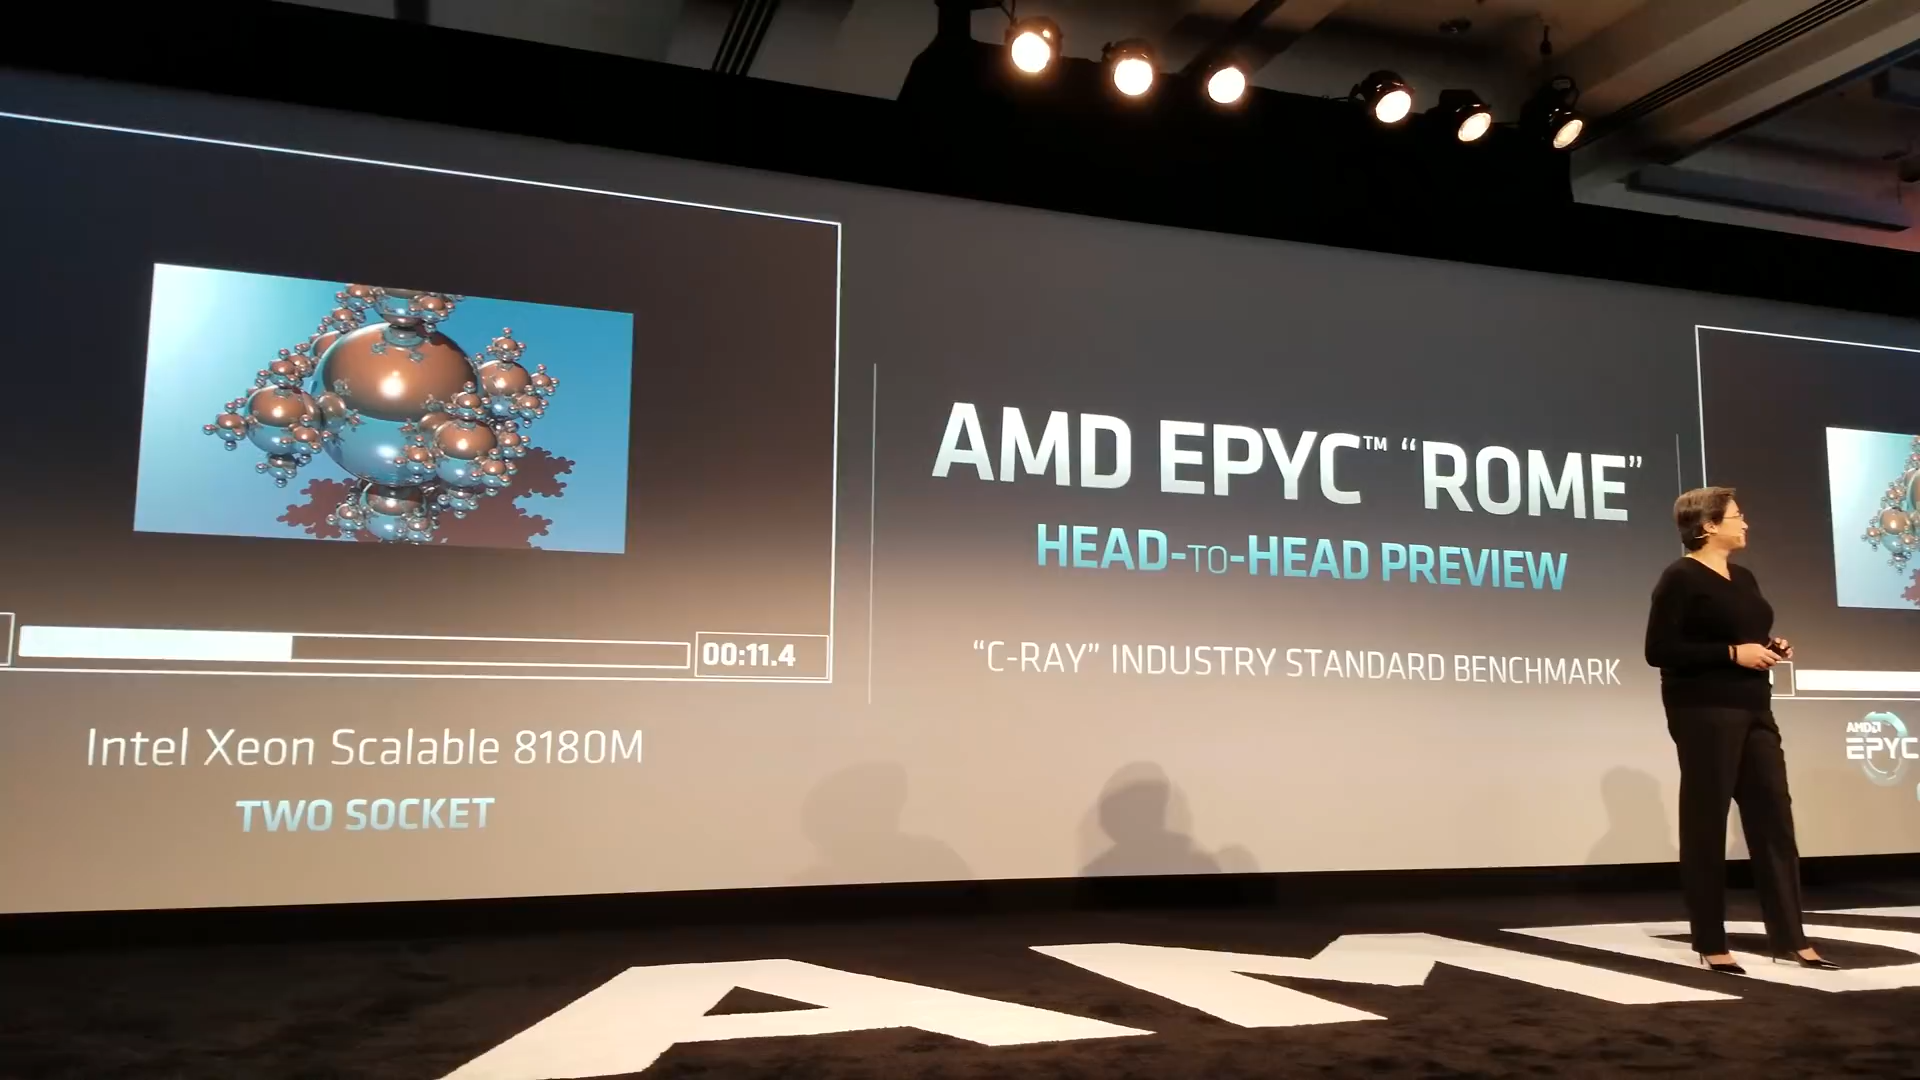 00:11.4
Intel Xeon Scalable 8180M
TWO SOCKET
AMD EPYC™ “ROME”
HEAD-TO-HEAD PREVIEW
“C-RAY” INDUSTRY STANDARD BENCHMARK
AMD
EPYC
AMD